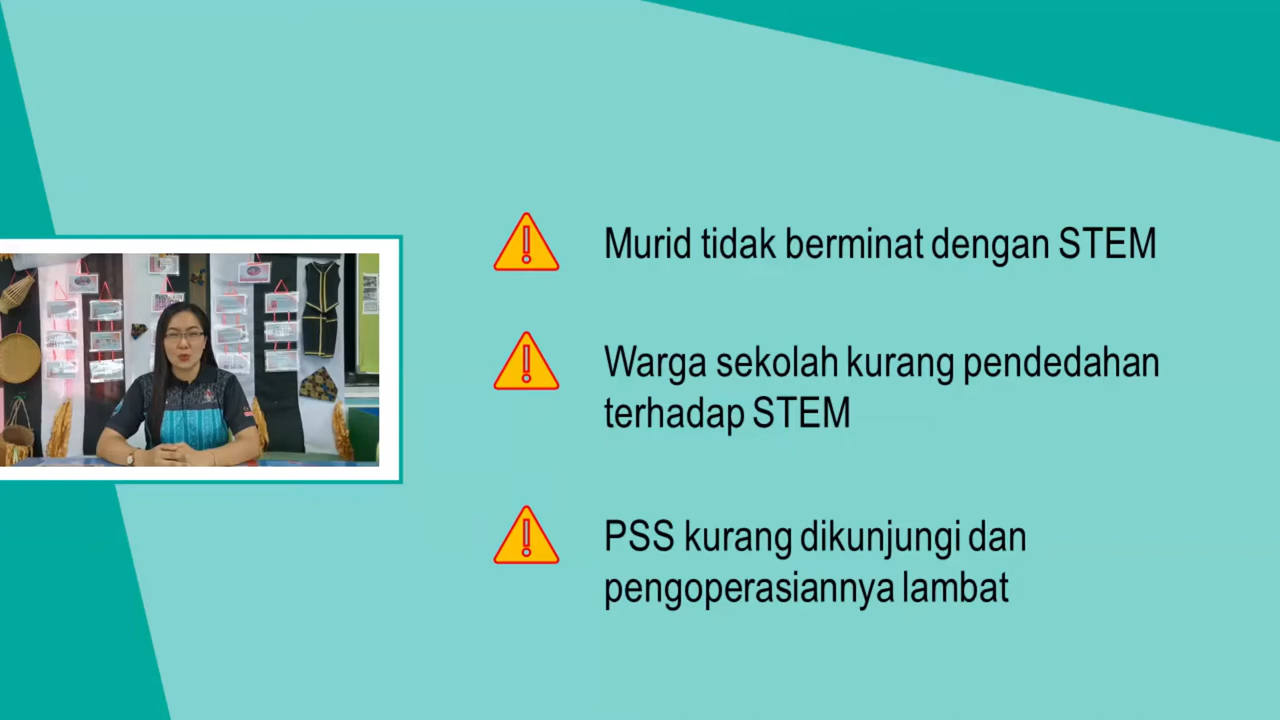 Murid tidak berminat dengan STEM
Warga sekolah kurang pendedahan
terhadap STEM
PSS kurang dikunjungi dan
pengoperasiannya lambat